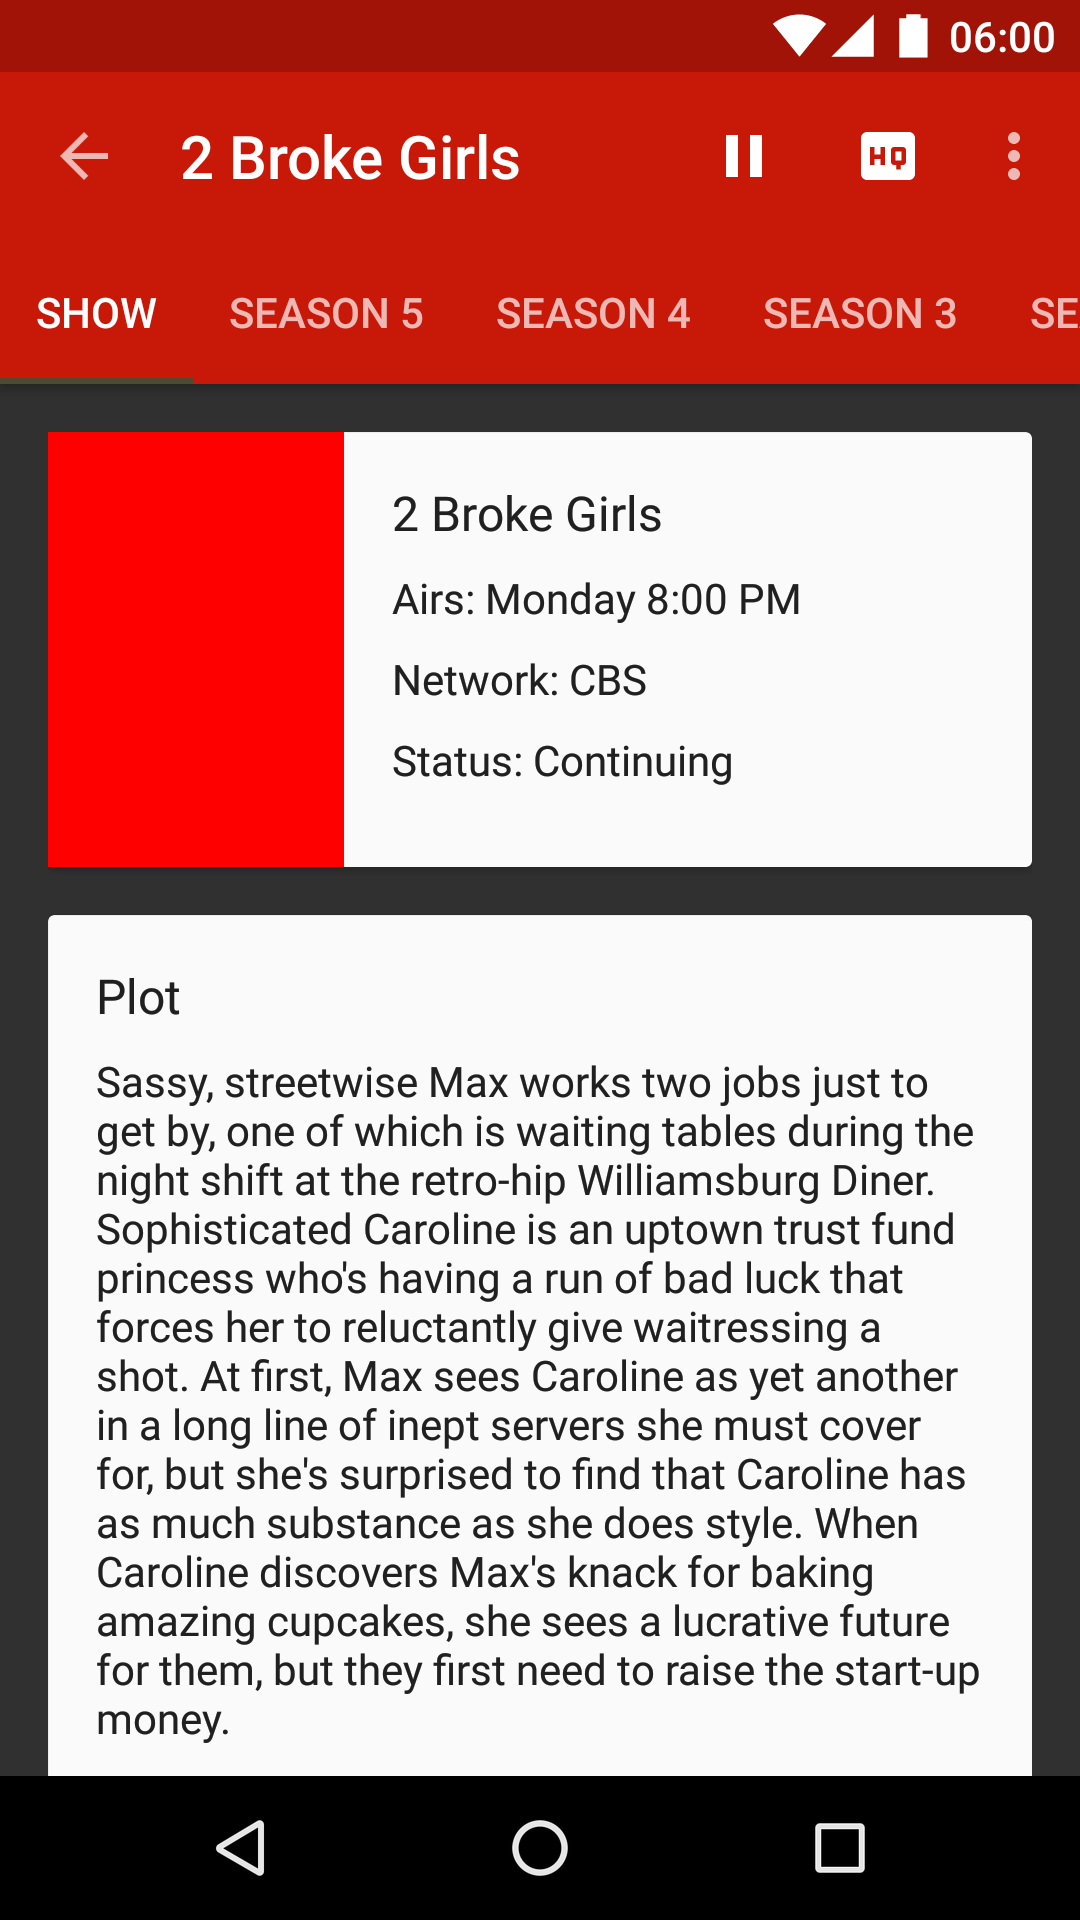 06:00
2 Broke Girls
HQ
SHOW SEASON 5 SEASON 4 SEASON 3 SE
2 Broke Girls
Airs: Monday 8:00 PM
Network: CBS
Status: Continuing
Plot
Sassy, streetwise Max works two jobs just to
get by, one of which is waiting tables during the
night shift at the retro-hip Williamsburg Diner.
Sophisticated Caroline is an uptown trust fund
princess who's having a run of bad luck that
forces her to reluctantly give waitressing a
shot. At first, Max sees Caroline as yet another
in a long line of inept servers she must cover
for, but she's surprised to find that Caroline has
as much substance as she does style. When
Caroline discovers Max's knack for baking
amazing cupcakes, she sees a lucrative future
for them, but they first need to raise the start-up
money.